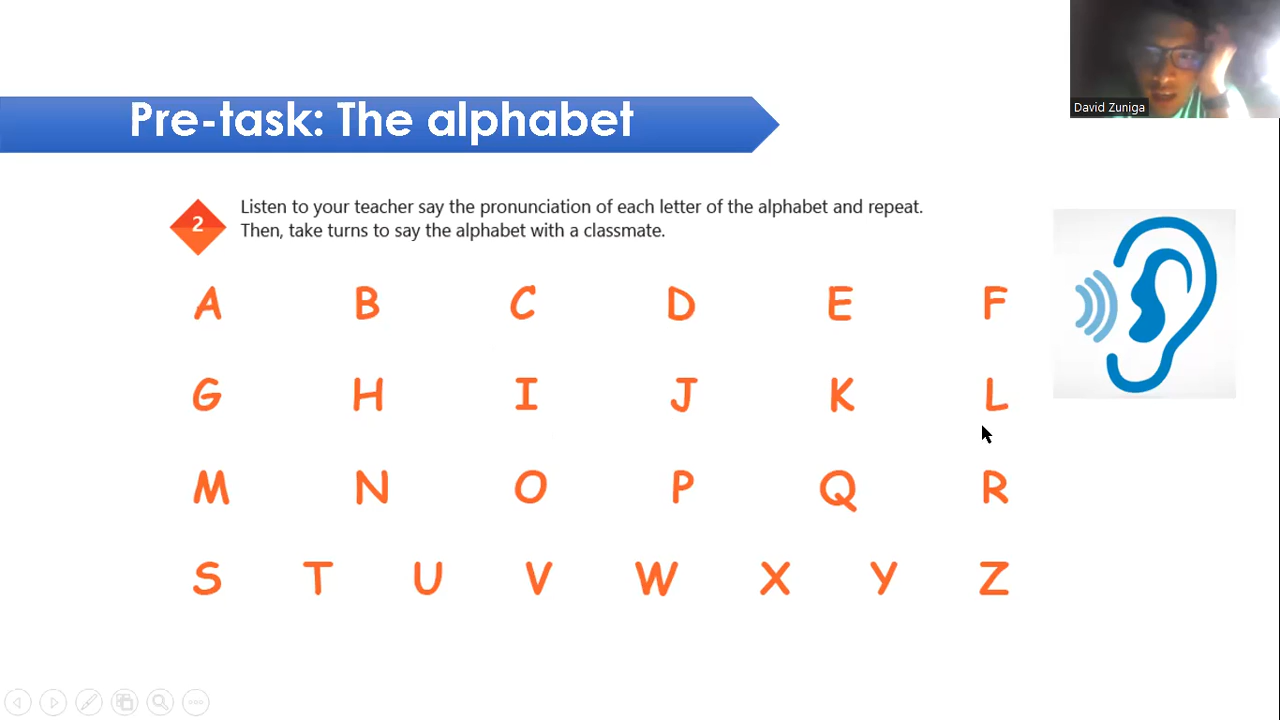 David Zuniga
Pre-task: The alphabet
2
Listen to your teacher say the pronunciation of each letter of the alphabet and repeat.
Then, take turns to say the alphabet with a classmate.
A B C D E F
G H I J K L
M N O P Q R
S T U V W X Y Z